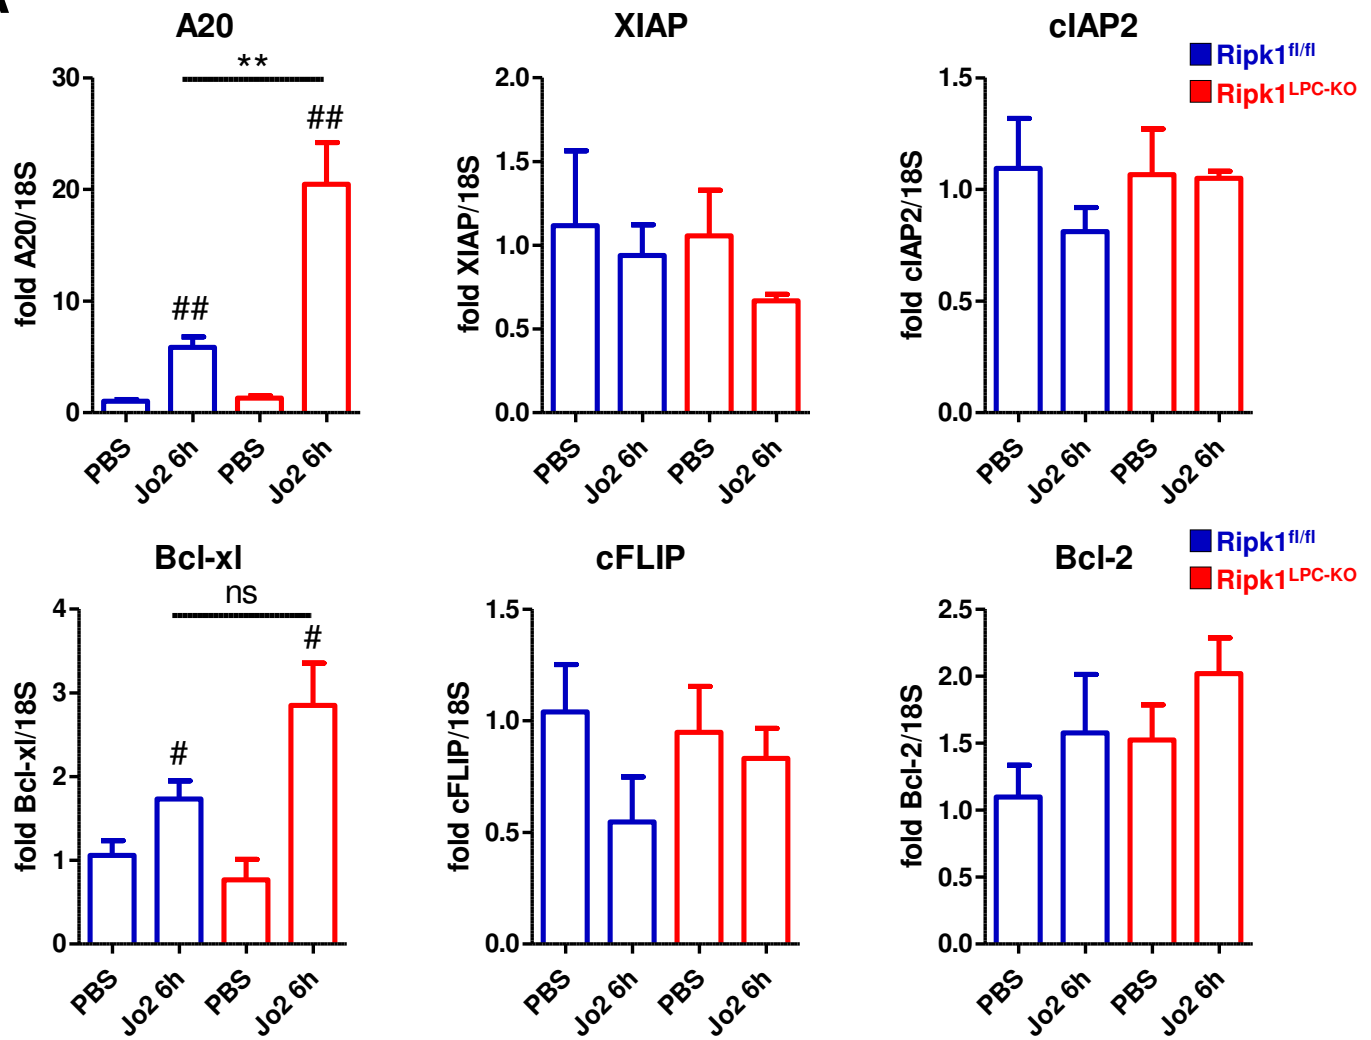 A
A20
XIAP
cIAP2
Ripk1fl/fl
Ripk1LPC-KO
fold A20/18S
30
20
10
0
**
##
##
PBS
Jo2 6h
PBS
Jo2 6h
fold XIAP/18S
2.0
1.5
1.0
0.5
0.0
PBS
Jo2 6h
PBS
Jo2 6h
fold cIAP2/18S
1.5
1.0
0.5
0.0
PBS
Jo2 6h
PBS
Jo2 6h
Bcl-xl
cFLIP
Bcl-2
Ripk1fl/fl
Ripk1LPC-KO
fold Bcl-xl/18S
4
3
2
1
0
ns
#
#
PBS
Jo2 6h
PBS
Jo2 6h
fold cFLIP/18S
1.5
1.0
0.5
0.0
PBS
Jo2 6h
PBS
Jo2 6h
fold Bcl-2/18S
2.5
2.0
1.5
1.0
0.5
0.0
PBS
Jo2 6h
PBS
Jo2 6h